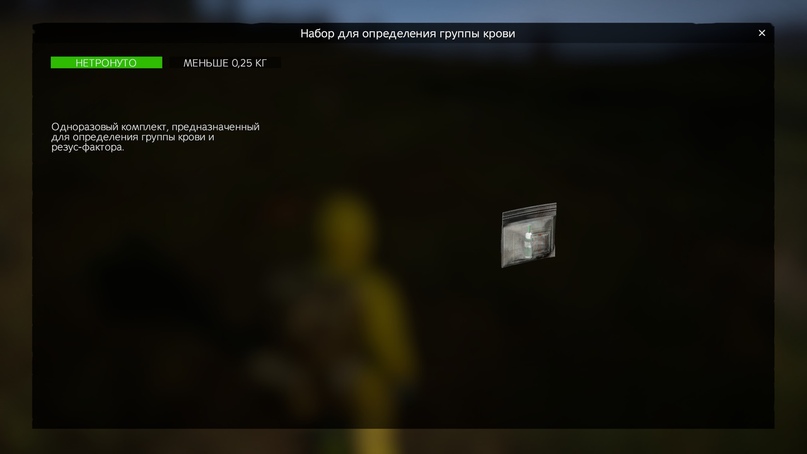 Набор для определения группы крови
×
НЕТРОНУТО
МЕНЬШЕ 0,25 КГ
Одноразовый комплект, предназначенный
для определения группы крови и
резус-фактора.